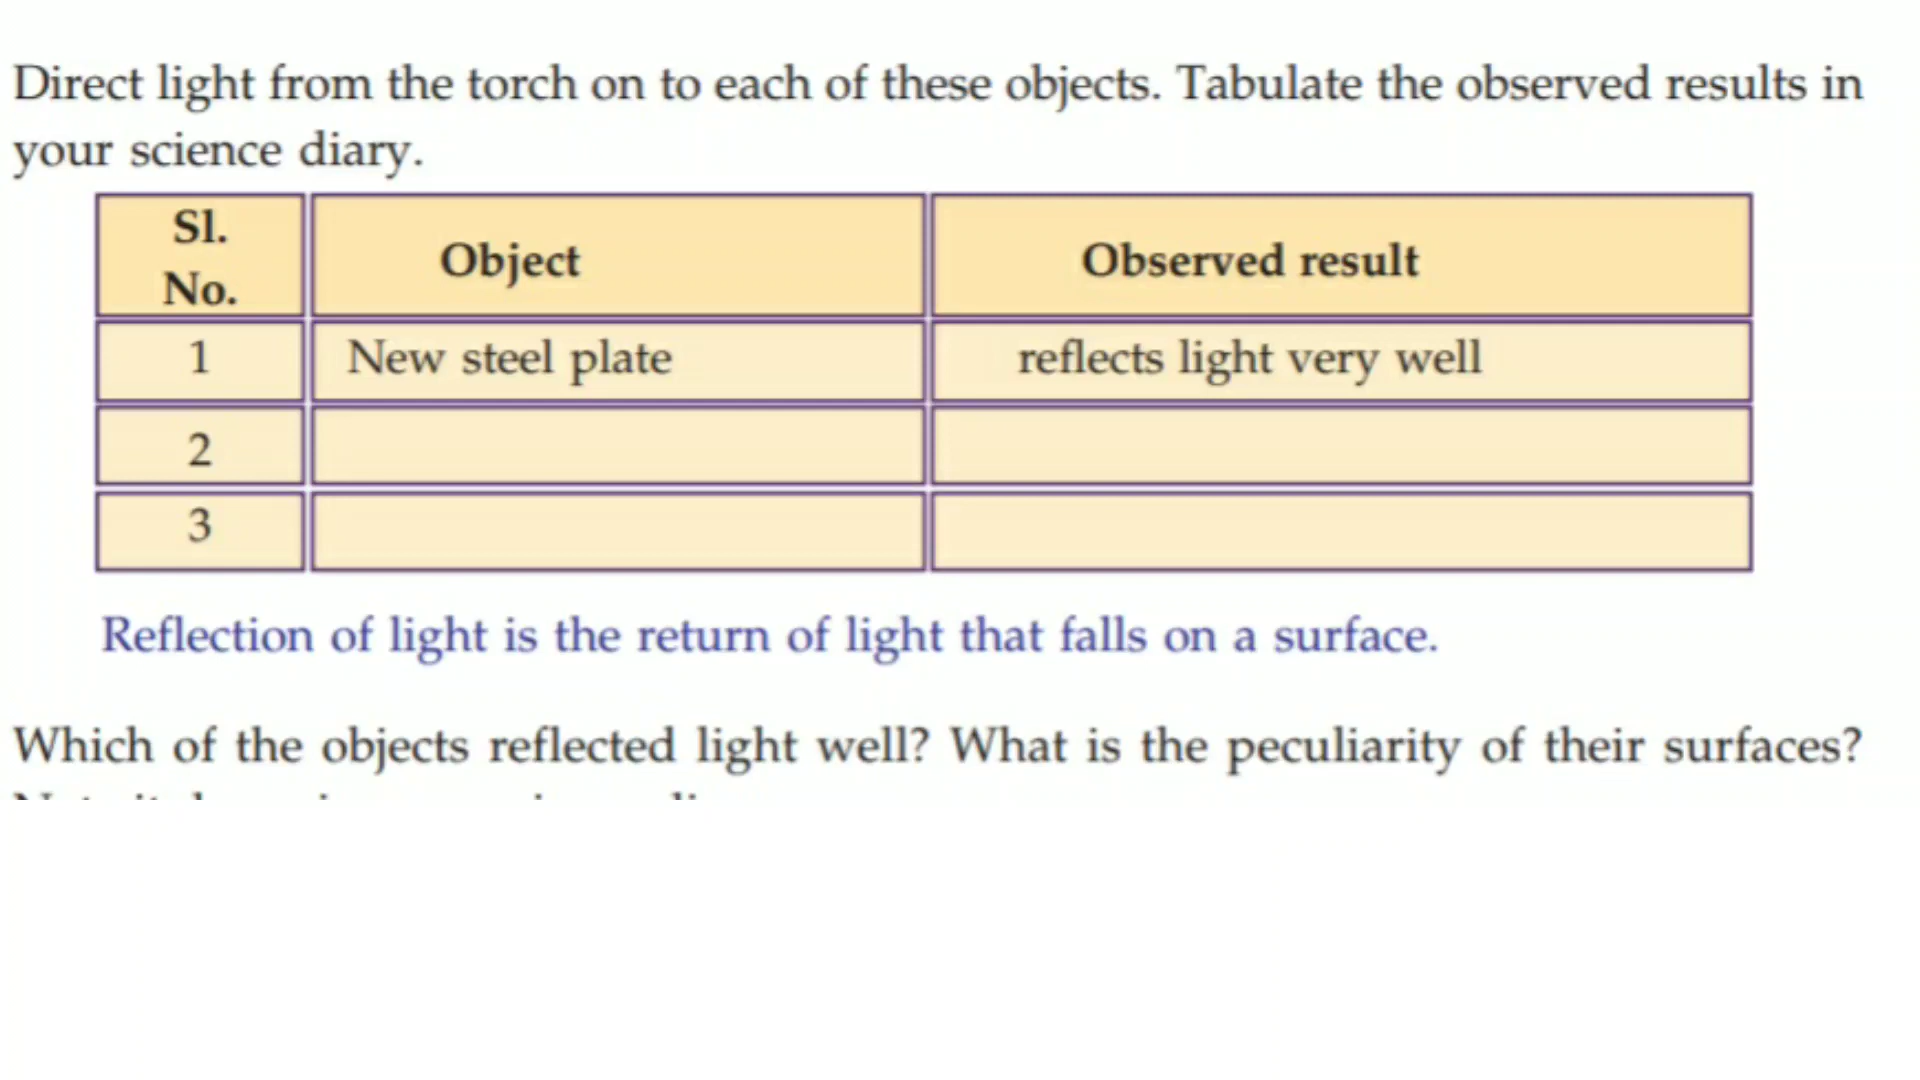 Direct light from the torch on to each of these objects. Tabulate the observed results in
your science diary.
Sl.
No.
Object
Observed result
1
New steel plate
reflects light very well
2
3
Reflection of light is the return of light that falls on a surface.
Which of the objects reflected light well? What is the peculiarity of their surfaces?